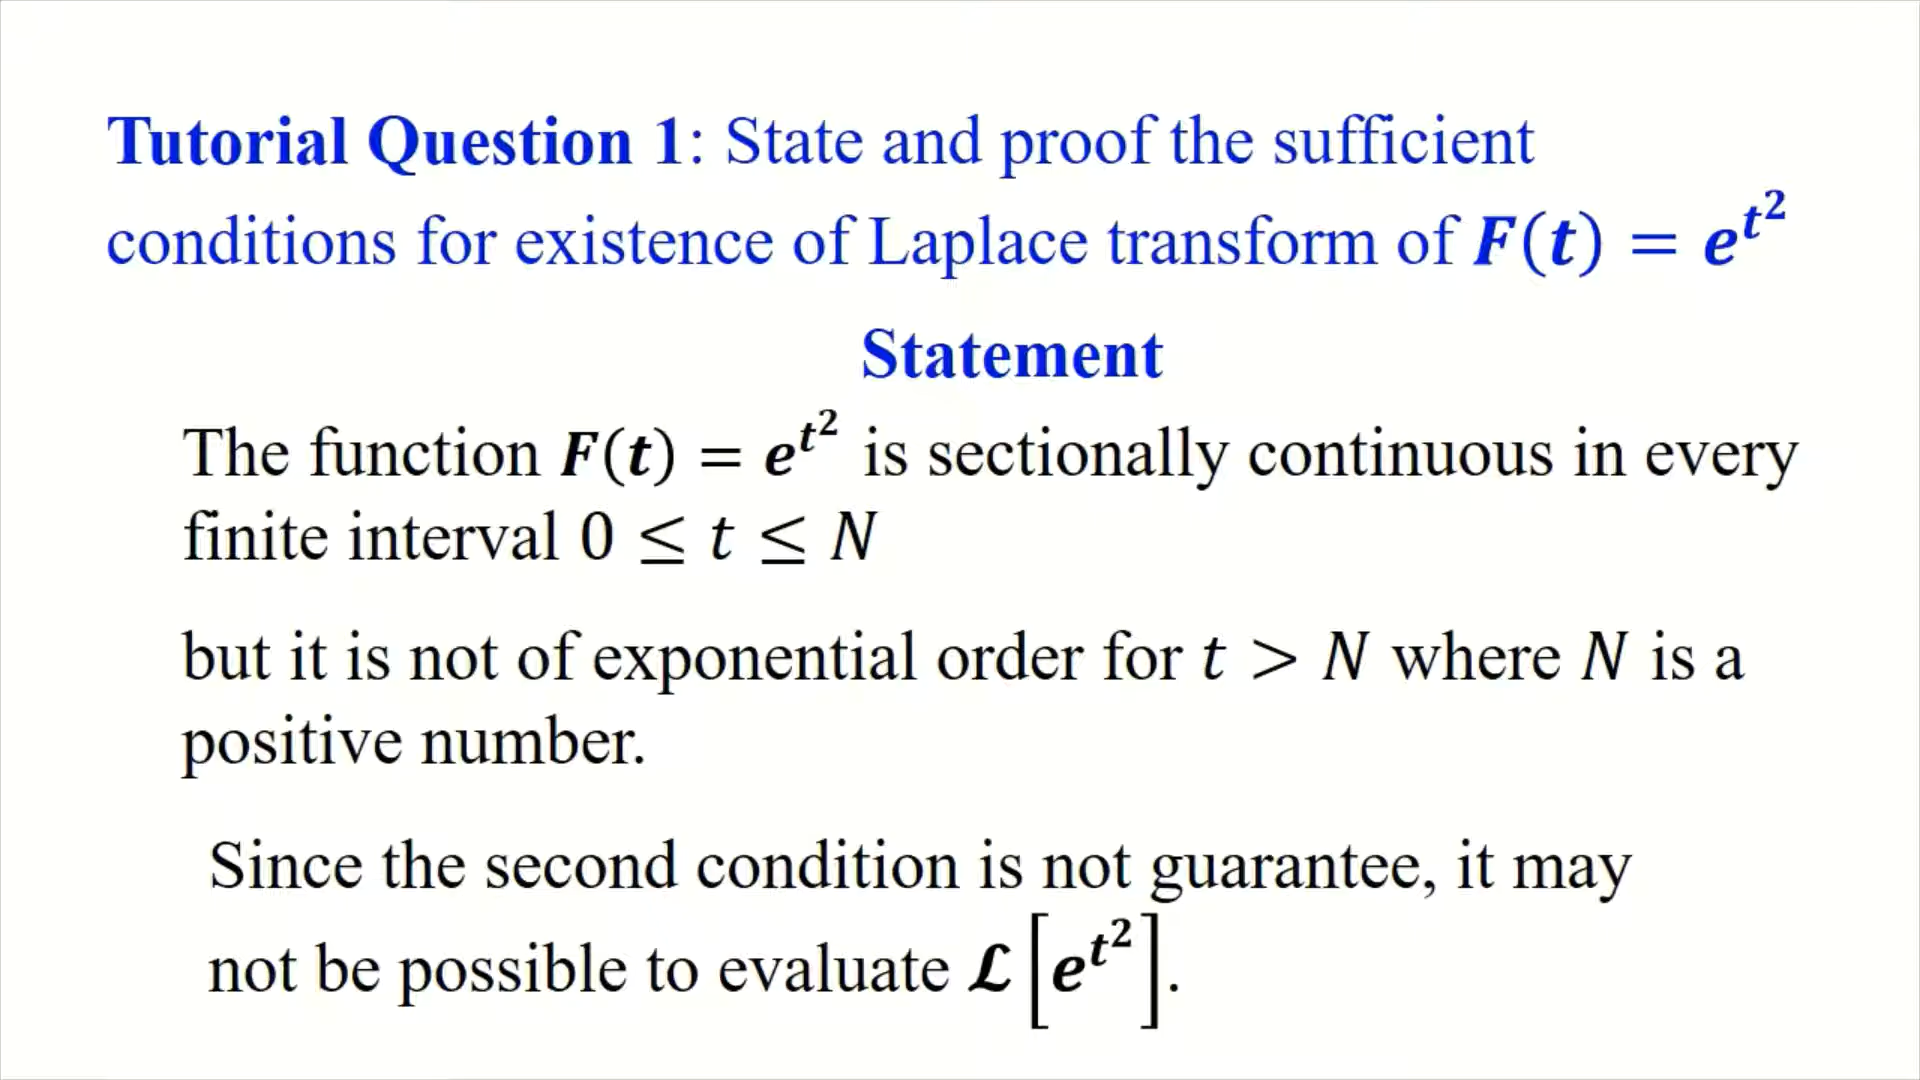 Tutorial Question 1: State and proof the sufficient
conditions for existence of Laplace transform of F(t) = e^{t^2}
Statement
The function F(t) = e^{t^2} is sectionally continuous in every
finite interval 0 ≤ t ≤ N
but it is not of exponential order for t > N where N is a
positive number.
Since the second condition is not guarantee, it may
not be possible to evaluate ℒ[e^{t^2}].